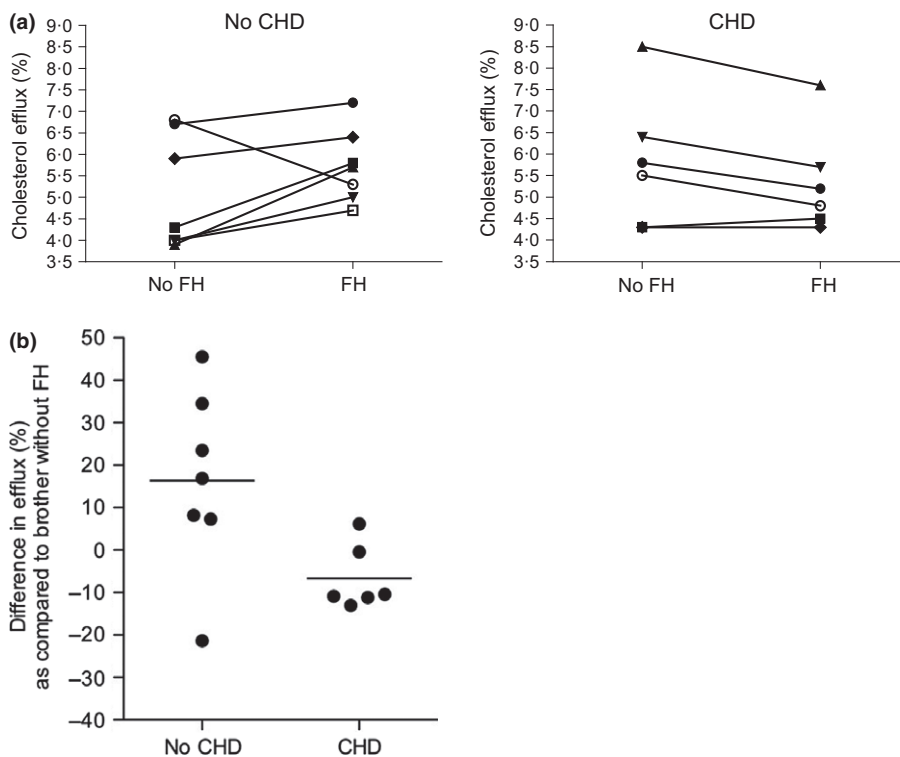 (a)
No CHD
Cholesterol efflux (%)
9·0
8·5
8·0
7·5
7·0
6·5
6·0
5·5
5·0
4·5
4·0
3·5
No FH
FH
CHD
Cholesterol efflux (%)
9·0
8·5
8·0
7·5
7·0
6·5
6·0
5·5
5·0
4·5
4·0
3·5
No FH
FH
(b)
Difference in efflux (%)
as compared to brother without FH
50
40
30
20
10
0
–10
–20
–30
–40
No CHD
CHD